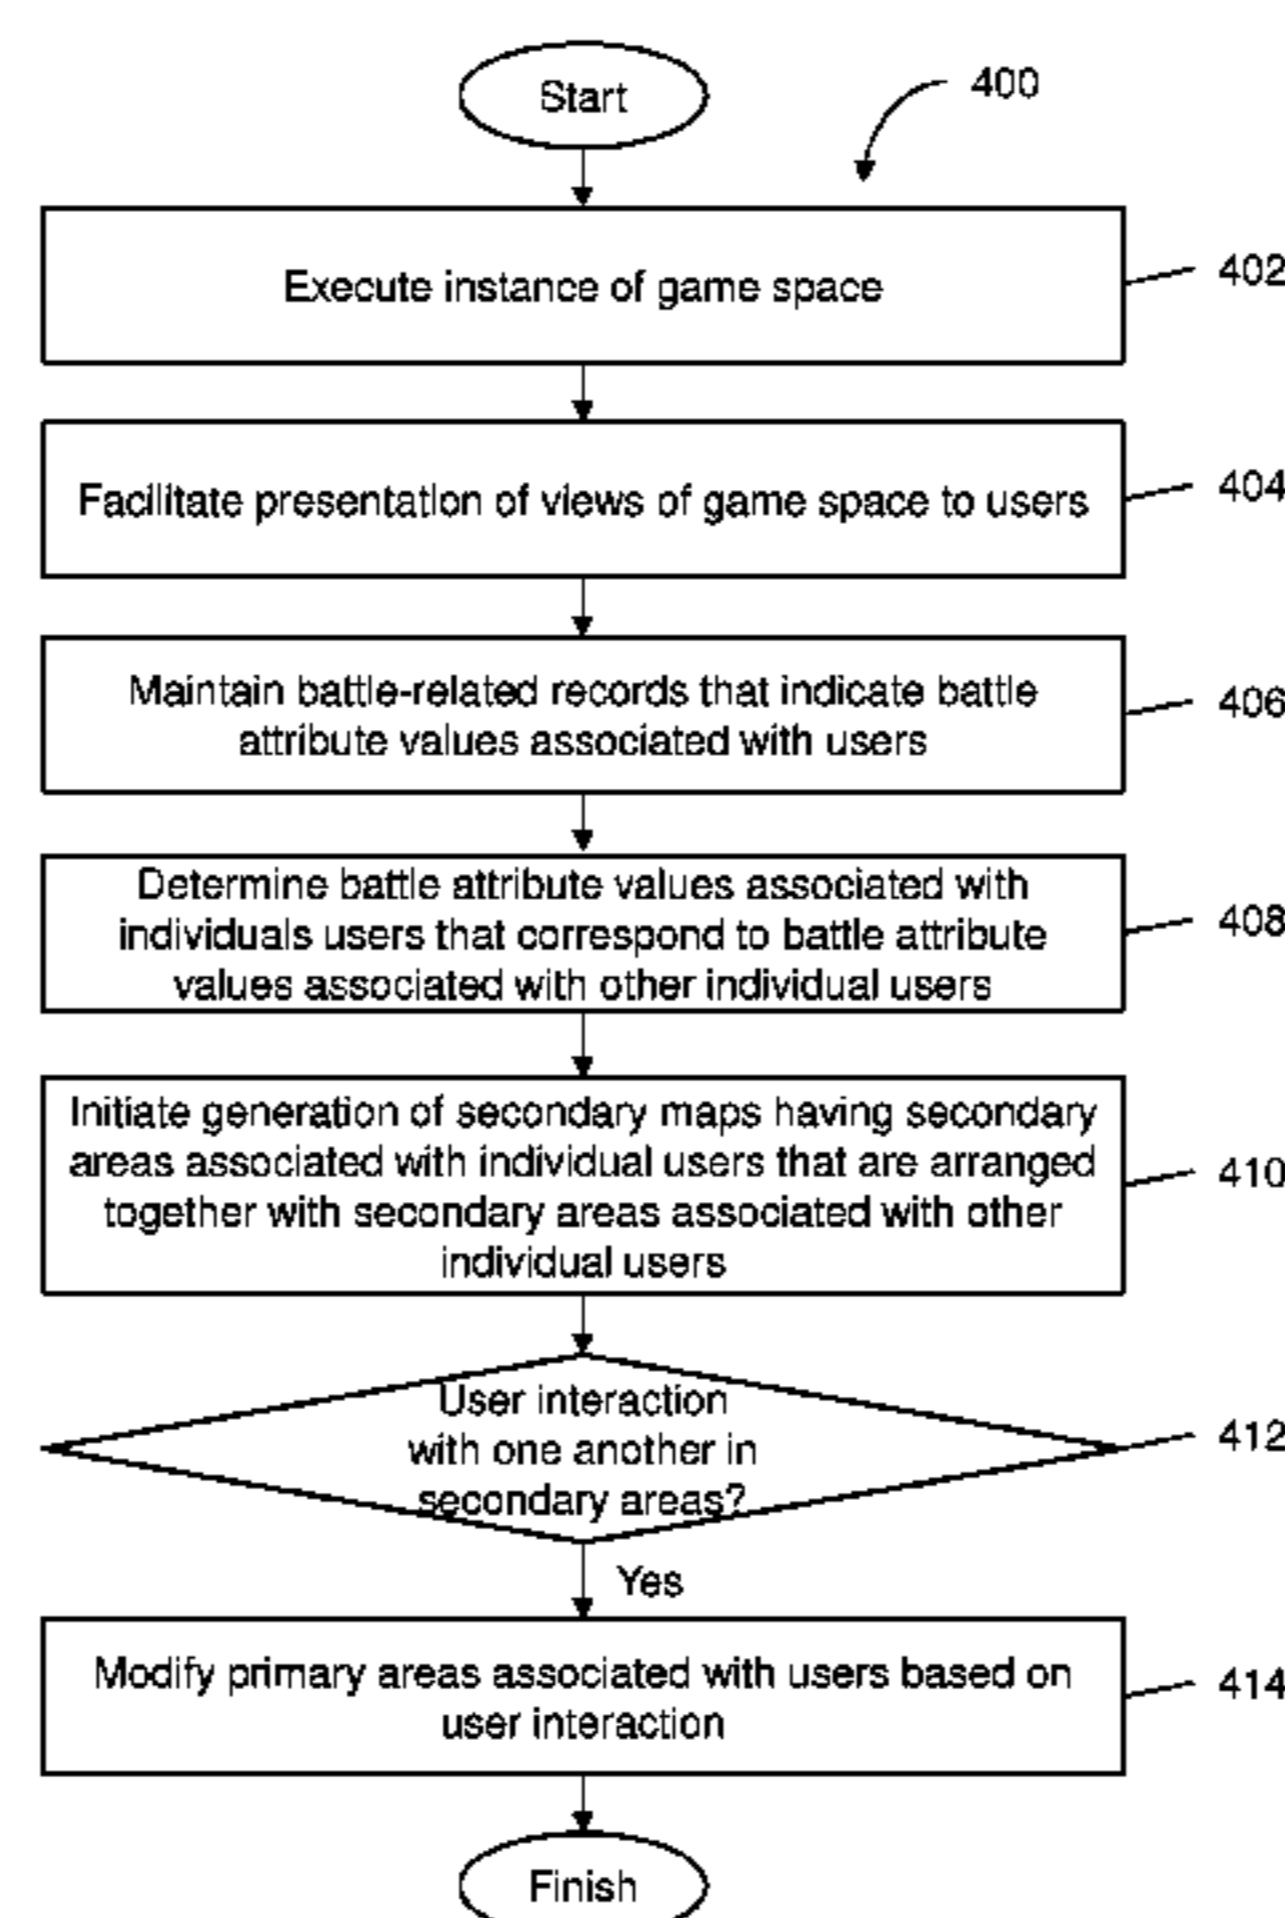 Start
400
Execute instance of game space
402
Facilitate presentation of views of game space to users
404
Maintain battle-related records that indicate battle
attribute values associated with users
406
Determine battle attribute values associated with
individuals users that correspond to battle attribute
values associated with other individual users
408
Initiate generation of secondary maps having secondary
areas associated with individual users that are arranged
together with secondary areas associated with other
individual users
410
User interaction
with one another in
secondary areas?
412
Yes
Modify primary areas associated with users based on
user interaction
414
Finish